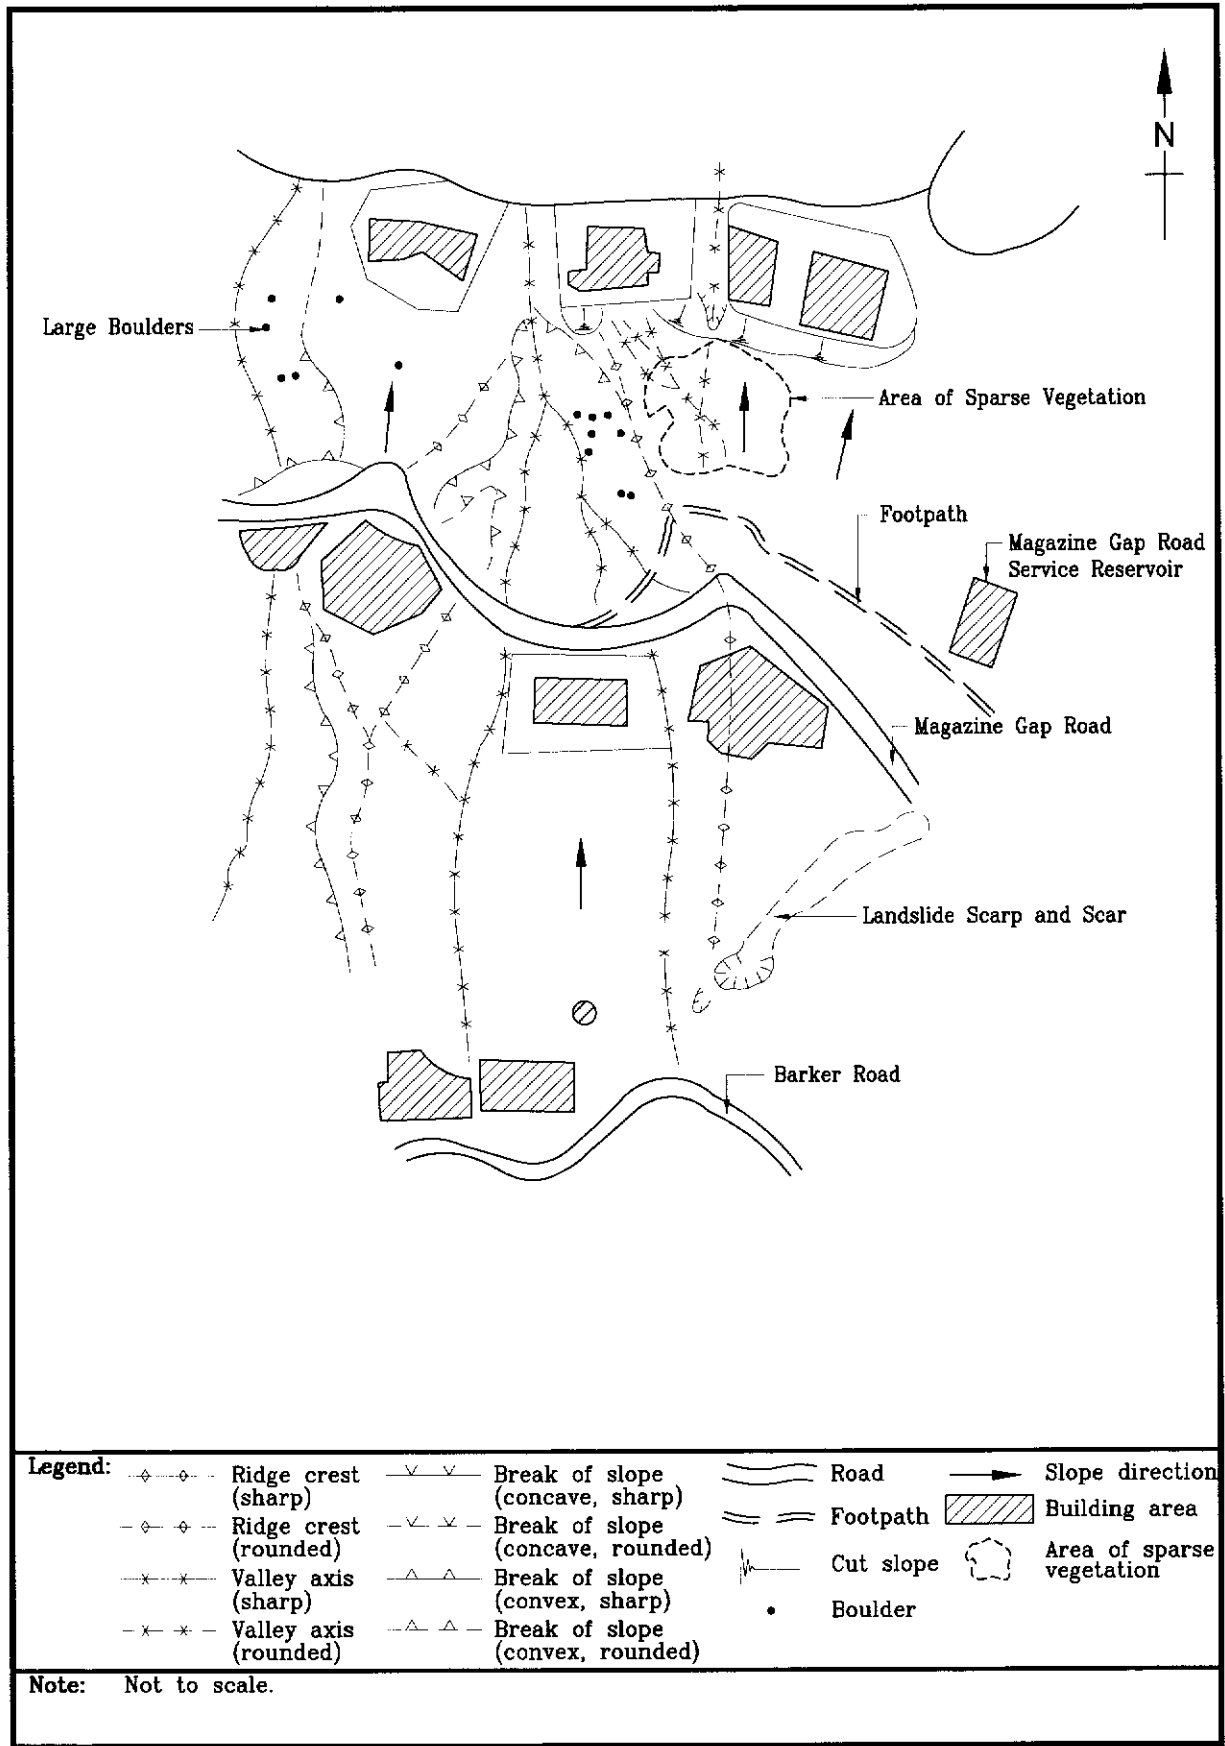 N
Large Boulders
Area of Sparse Vegetation
Footpath
Magazine Gap Road
Service Reservoir
Magazine Gap Road
Landslide Scarp and Scar
Barker Road
Legend:
Ridge crest
(sharp)
Ridge crest
(rounded)
Valley axis
(sharp)
Valley axis
(rounded)
Break of slope
(concave, sharp)
Break of slope
(concave, rounded)
Break of slope
(convex, sharp)
Break of slope
(convex, rounded)
Road
Footpath
Cut slope
Boulder
Slope direction
Building area
Area of sparse
vegetation
Note: Not to scale.